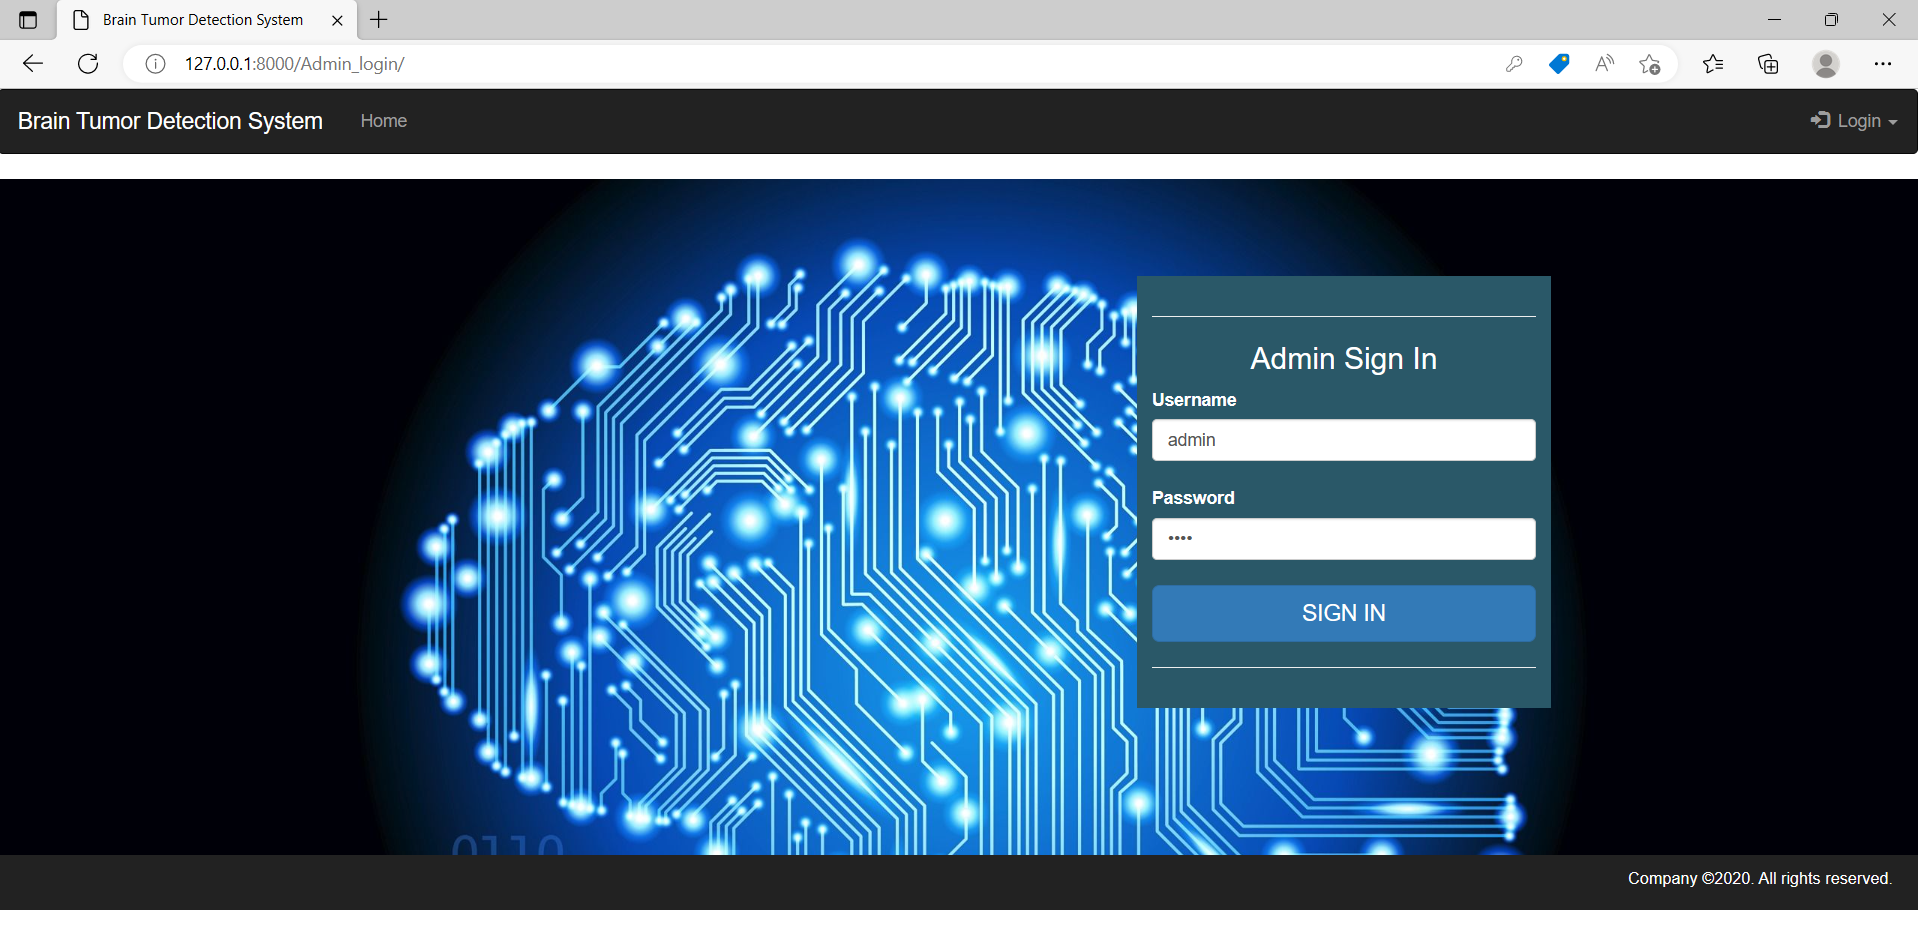 Brain Tumor Detection System
127.0.0.1:8000/Admin_login/
Brain Tumor Detection System Home Login
Admin Sign In
Username
admin
Password
••••
SIGN IN
0110
Company ©2020. All rights reserved.